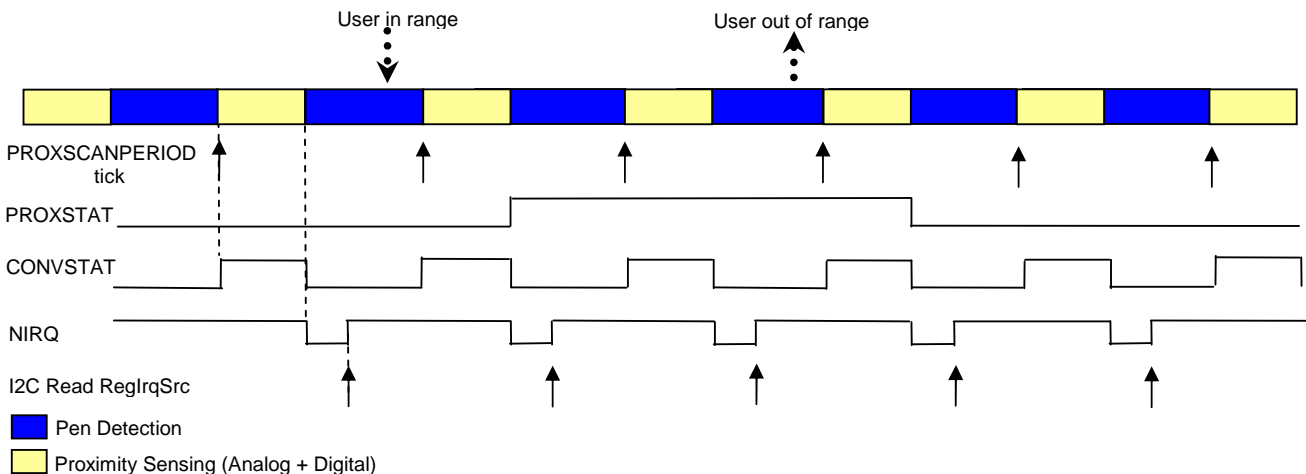 User in range
User out of range
PROXSCANPERIOD
tick
PROXSTAT
CONVSTAT
NIRQ
I2C Read RegIrqSrc
Pen Detection
Proximity Sensing (Analog + Digital)